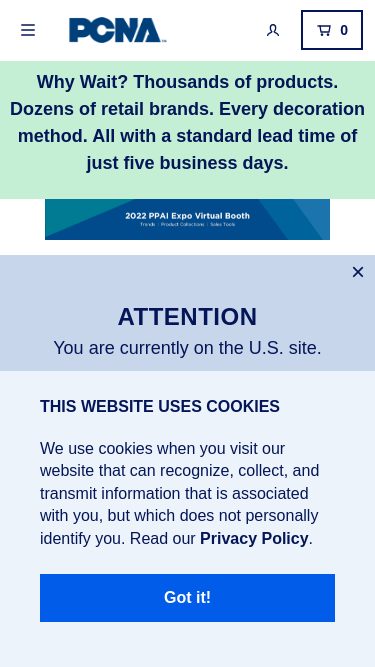 PCNA
0
Why Wait? Thousands of products.
Dozens of retail brands. Every decoration
method. All with a standard lead time of
just five business days.
2022 PPAI Expo Virtual Booth
Trends | Product Collections | Sales Tools
ATTENTION
You are currently on the U.S. site.
THIS WEBSITE USES COOKIES
We use cookies when you visit our
website that can recognize, collect, and
transmit information that is associated
with you, but which does not personally
identify you. Read our Privacy Policy.
Got it!